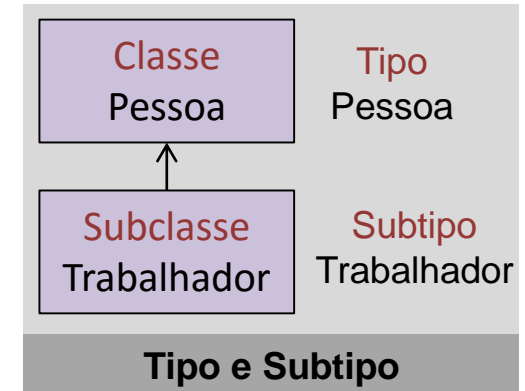 Classe
Pessoa
Tipo
Pessoa
Subclasse
Trabalhador
Subtipo
Trabalhador
Tipo e Subtipo